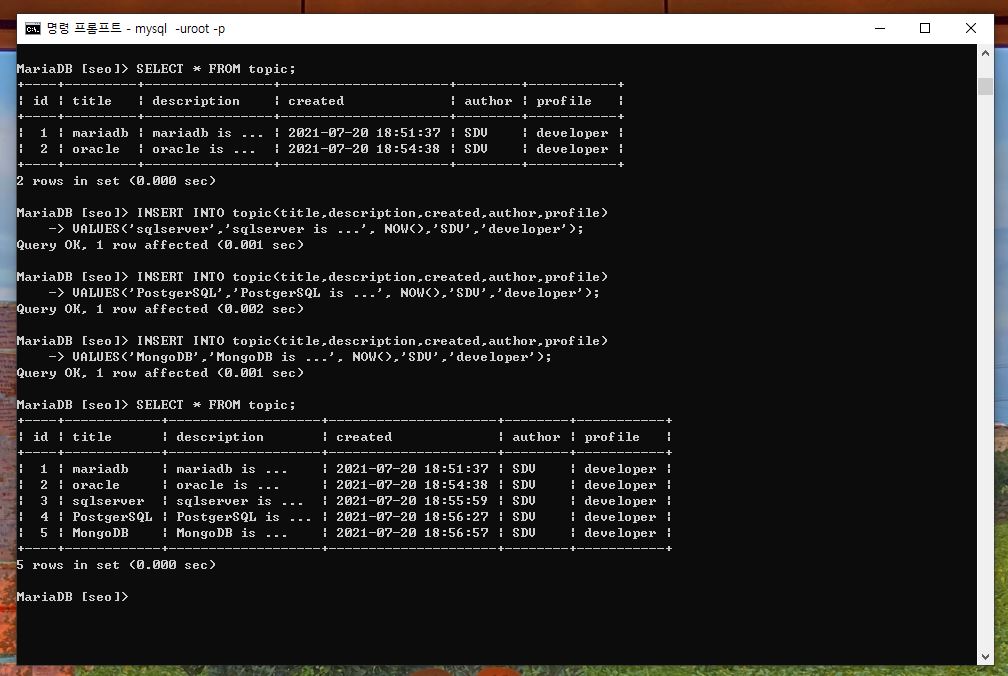 명령 프롬프트 - mysql -uroot -p
MariaDB [seo]> SELECT * FROM topic;
+----+---------+----------------+---------------------+--------+-----------+
| id | title   | description    | created             | author | profile   |
+----+---------+----------------+---------------------+--------+-----------+
|  1 | mariadb | mariadb is ... | 2021-07-20 18:51:37 | SDV    | developer |
|  2 | oracle  | oracle is ...  | 2021-07-20 18:54:38 | SDV    | developer |
+----+---------+----------------+---------------------+--------+-----------+
2 rows in set (0.000 sec)
MariaDB [seo]> INSERT INTO topic(title,description,created,author,profile)
    -> VALUES('sqlserver','sqlserver is ...', NOW(),'SDV','developer');
Query OK, 1 row affected (0.001 sec)
MariaDB [seo]> INSERT INTO topic(title,description,created,author,profile)
    -> VALUES('PostgerSQL','PostgerSQL is ...', NOW(),'SDV','developer');
Query OK, 1 row affected (0.002 sec)
MariaDB [seo]> INSERT INTO topic(title,description,created,author,profile)
    -> VALUES('MongoDB','MongoDB is ...', NOW(),'SDV','developer');
Query OK, 1 row affected (0.001 sec)
MariaDB [seo]> SELECT * FROM topic;
+----+------------+-------------------+---------------------+--------+-----------+
| id | title      | description       | created             | author | profile   |
+----+------------+-------------------+---------------------+--------+-----------+
|  1 | mariadb    | mariadb is ...    | 2021-07-20 18:51:37 | SDV    | developer |
|  2 | oracle     | oracle is ...     | 2021-07-20 18:54:38 | SDV    | developer |
|  3 | sqlserver  | sqlserver is ...  | 2021-07-20 18:55:59 | SDV    | developer |
|  4 | PostgerSQL | PostgerSQL is ... | 2021-07-20 18:56:27 | SDV    | developer |
|  5 | MongoDB    | MongoDB is ...    | 2021-07-20 18:56:57 | SDV    | developer |
+----+------------+-------------------+---------------------+--------+-----------+
5 rows in set (0.000 sec)
MariaDB [seo]>